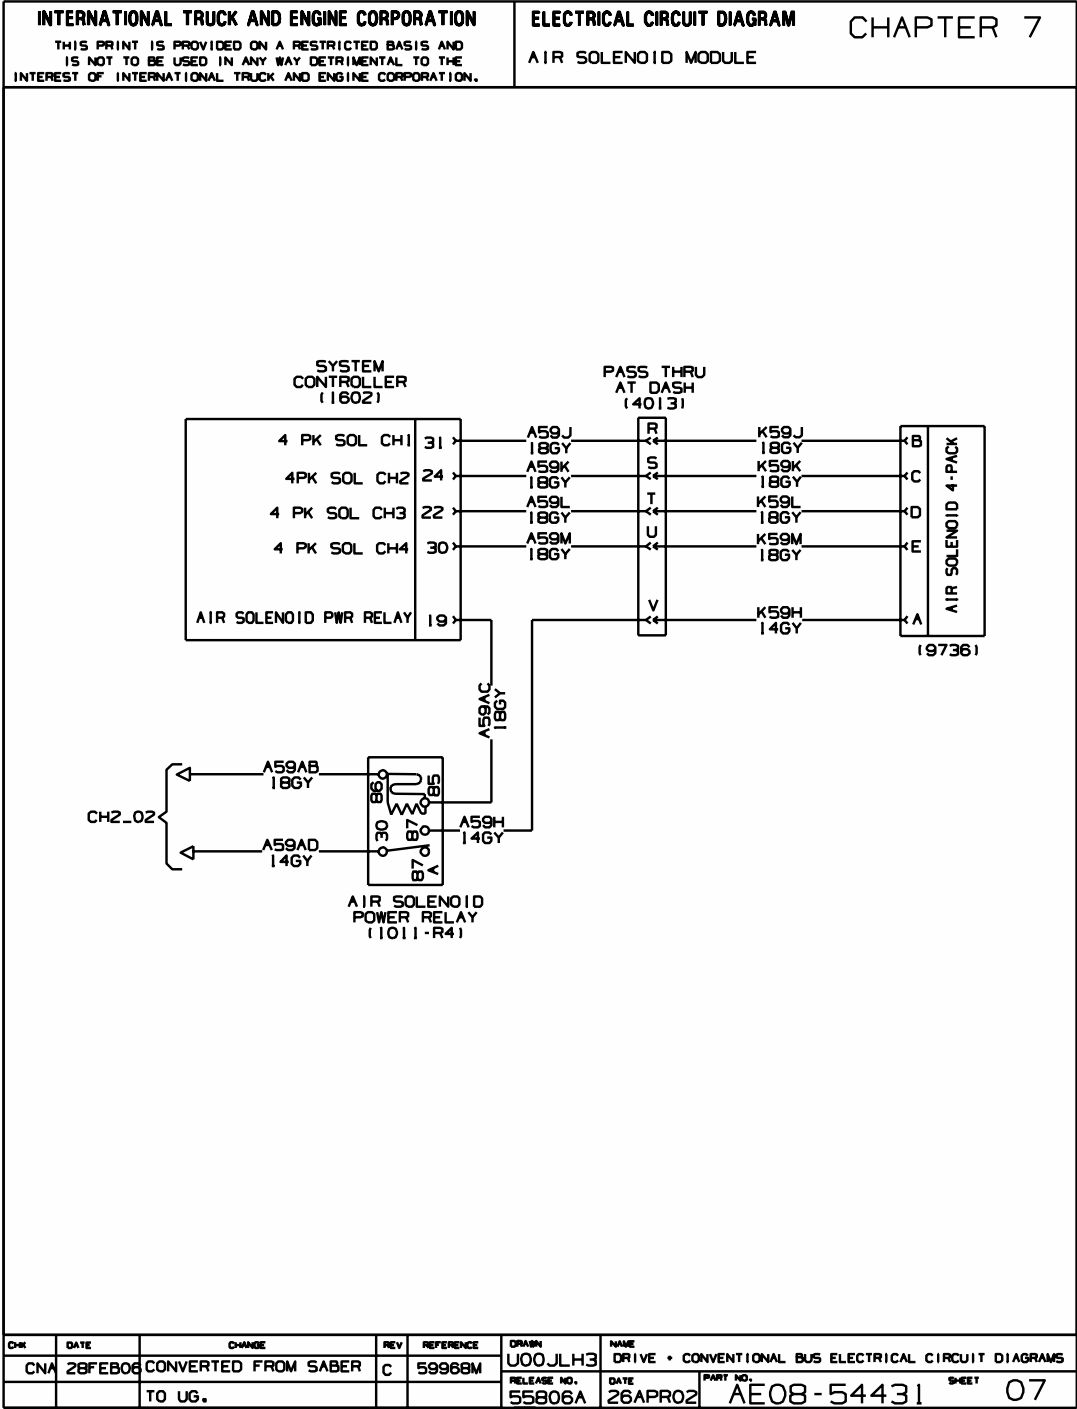 INTERNATIONAL TRUCK AND ENGINE CORPORATION
THIS PRINT IS PROVIDED ON A RESTRICTED BASIS AND
IS NOT TO BE USED IN ANY WAY DETRIMENTAL TO THE
INTEREST OF INTERNATIONAL TRUCK AND ENGINE CORPORATION.
ELECTRICAL CIRCUIT DIAGRAM
AIR SOLENOID MODULE
CHAPTER 7
SYSTEM
CONTROLLER
(1602)
PASS THRU
AT DASH
(4013)
4 PK SOL CH1 31 A59J 18GY R K59J 18GY B
4PK SOL CH2 24 A59K 18GY S K59K 18GY C
4 PK SOL CH3 22 A59L 18GY T K59L 18GY D
4 PK SOL CH4 30 A59M 18GY U K59M 18GY E
AIR SOLENOID PWR RELAY 19 V K59H 14GY A
AIR SOLENOID 4-PACK
(9736)
A59AC
18GY
A59AB
18GY
CH2_02
A59AD
14GY
86
85
30
87
87
A
A59H
14GY
AIR SOLENOID
POWER RELAY
(1011-R4)
CHK DATE CHANGE REV REFERENCE
CNA 28FEB06 CONVERTED FROM SABER C 59968M
TO UG.
DRAWN
U00JLH3
NAME
DRIVE + CONVENTIONAL BUS ELECTRICAL CIRCUIT DIAGRAMS
RELEASE NO.
55806A
DATE
26APR02
PART NO.
AE08-54431
SHEET
07